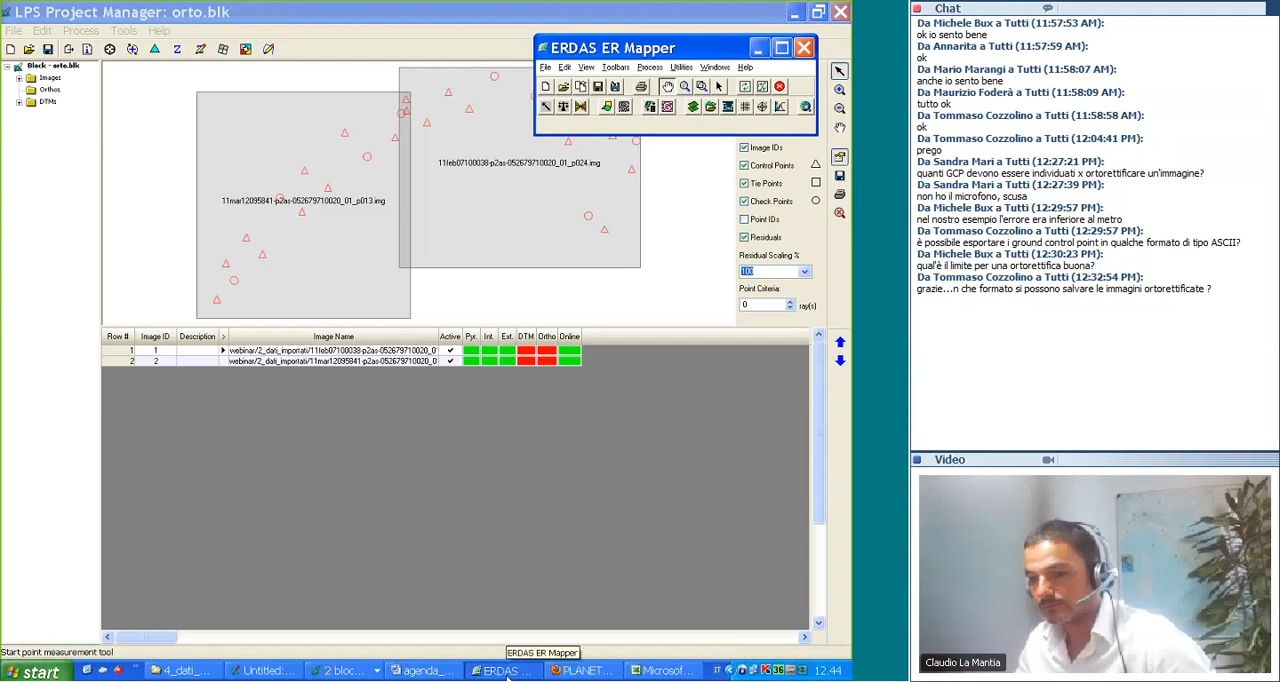 LPS Project Manager: orto.blk
File Edit Process Tools Help
Block - orto.blk
Images
Orthos
DTMs
11mar12095841-p2as-052679710020_01_p013.img
11feb07100038-p2as-052679710020_01_p024.img
ERDAS ER Mapper
File Edit View Toolbars Process Utilities Windows Help
Image IDs
Control Points
Tie Points
Check Points
Point IDs
Residuals
Residual Scaling %
100
Point Criteria:
0 ray(s)
Row # Image ID Description > Image Name Active Pyr. Int. Ext. DTM Ortho Online
1 1 webinar/2_dati_importati/11feb07100038-p2as-052679710020_0
2 2 webinar/2_dati_importati/11mar12095841-p2as-052679710020_0
Start point measurement tool
ERDAS ER Mapper
start 4_dati_... Untitled:... 2 bloc... agenda_... ERDAS ... PLANET... Microsof... IT 36 12.44
Chat
Da Michele Bux a Tutti (11:57:53 AM):
ok io sento bene
Da Annarita a Tutti (11:57:59 AM):
ok
Da Mario Marangi a Tutti (11:58:07 AM):
anche io sento bene
Da Maurizio Foderà a Tutti (11:58:09 AM):
tutto ok
Da Tommaso Cozzolino a Tutti (11:58:58 AM):
ok
Da Tommaso Cozzolino a Tutti (12:04:41 PM):
prego
Da Sandra Mari a Tutti (12:27:21 PM):
quanti GCP devono essere individuati x ortorettificare un'immagine?
Da Sandra Mari a Tutti (12:27:39 PM):
non ho il microfono, scusa
Da Michele Bux a Tutti (12:29:57 PM):
nel nostro esempio l'errore era inferiore al metro
Da Tommaso Cozzolino a Tutti (12:29:57 PM):
è possibile esportare i ground control point in qualche formato di tipo ASCII?
Da Michele Bux a Tutti (12:30:23 PM):
qual'è il limite per una ortorettifica buona?
Da Tommaso Cozzolino a Tutti (12:32:54 PM):
grazie...n che formato si possono salvare le immagini ortorettificate ?
Video
Claudio La Mantia